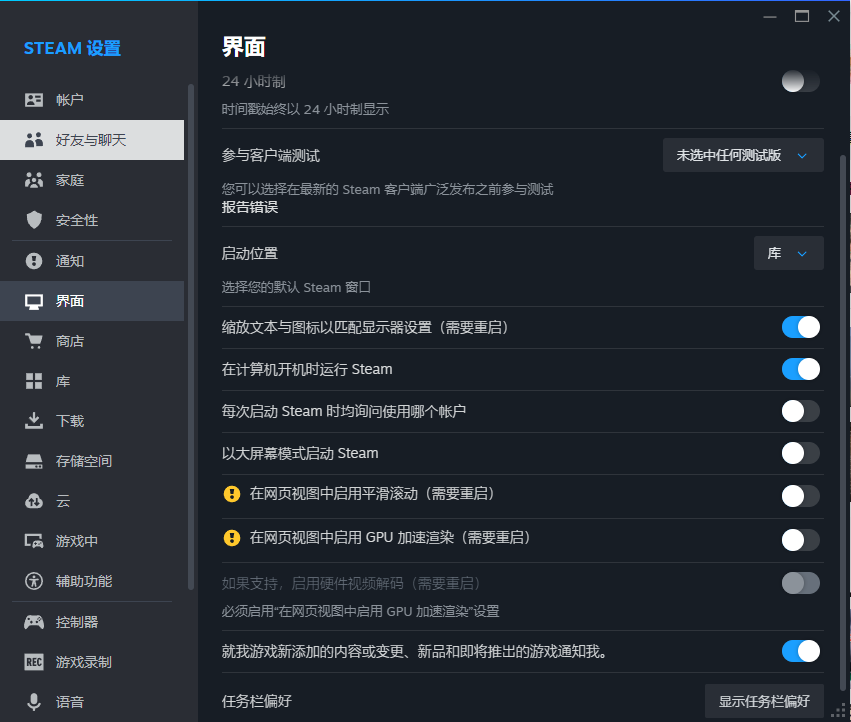 STEAM 设置
帐户
好友与聊天
家庭
安全性
通知
界面
商店
库
下载
存储空间
云
游戏中
辅助功能
控制器
REC 游戏录制
语音
界面
24 小时制
时间戳始终以 24 小时制显示
参与客户端测试
未选中任何测试版
您可以选择在最新的 Steam 客户端广泛发布之前参与测试
报告错误
启动位置
库
选择您的默认 Steam 窗口
缩放文本与图标以匹配显示器设置（需要重启）
在计算机开机时运行 Steam
每次启动 Steam 时均询问使用哪个帐户
以大屏幕模式启动 Steam
在网页视图中启用平滑滚动（需要重启）
在网页视图中启用 GPU 加速渲染（需要重启）
如果支持，启用硬件视频解码（需要重启）
必须启用“在网页视图中启用 GPU 加速渲染”设置
就我游戏新添加的内容或变更、新品和即将推出的游戏通知我。
任务栏偏好
显示任务栏偏好